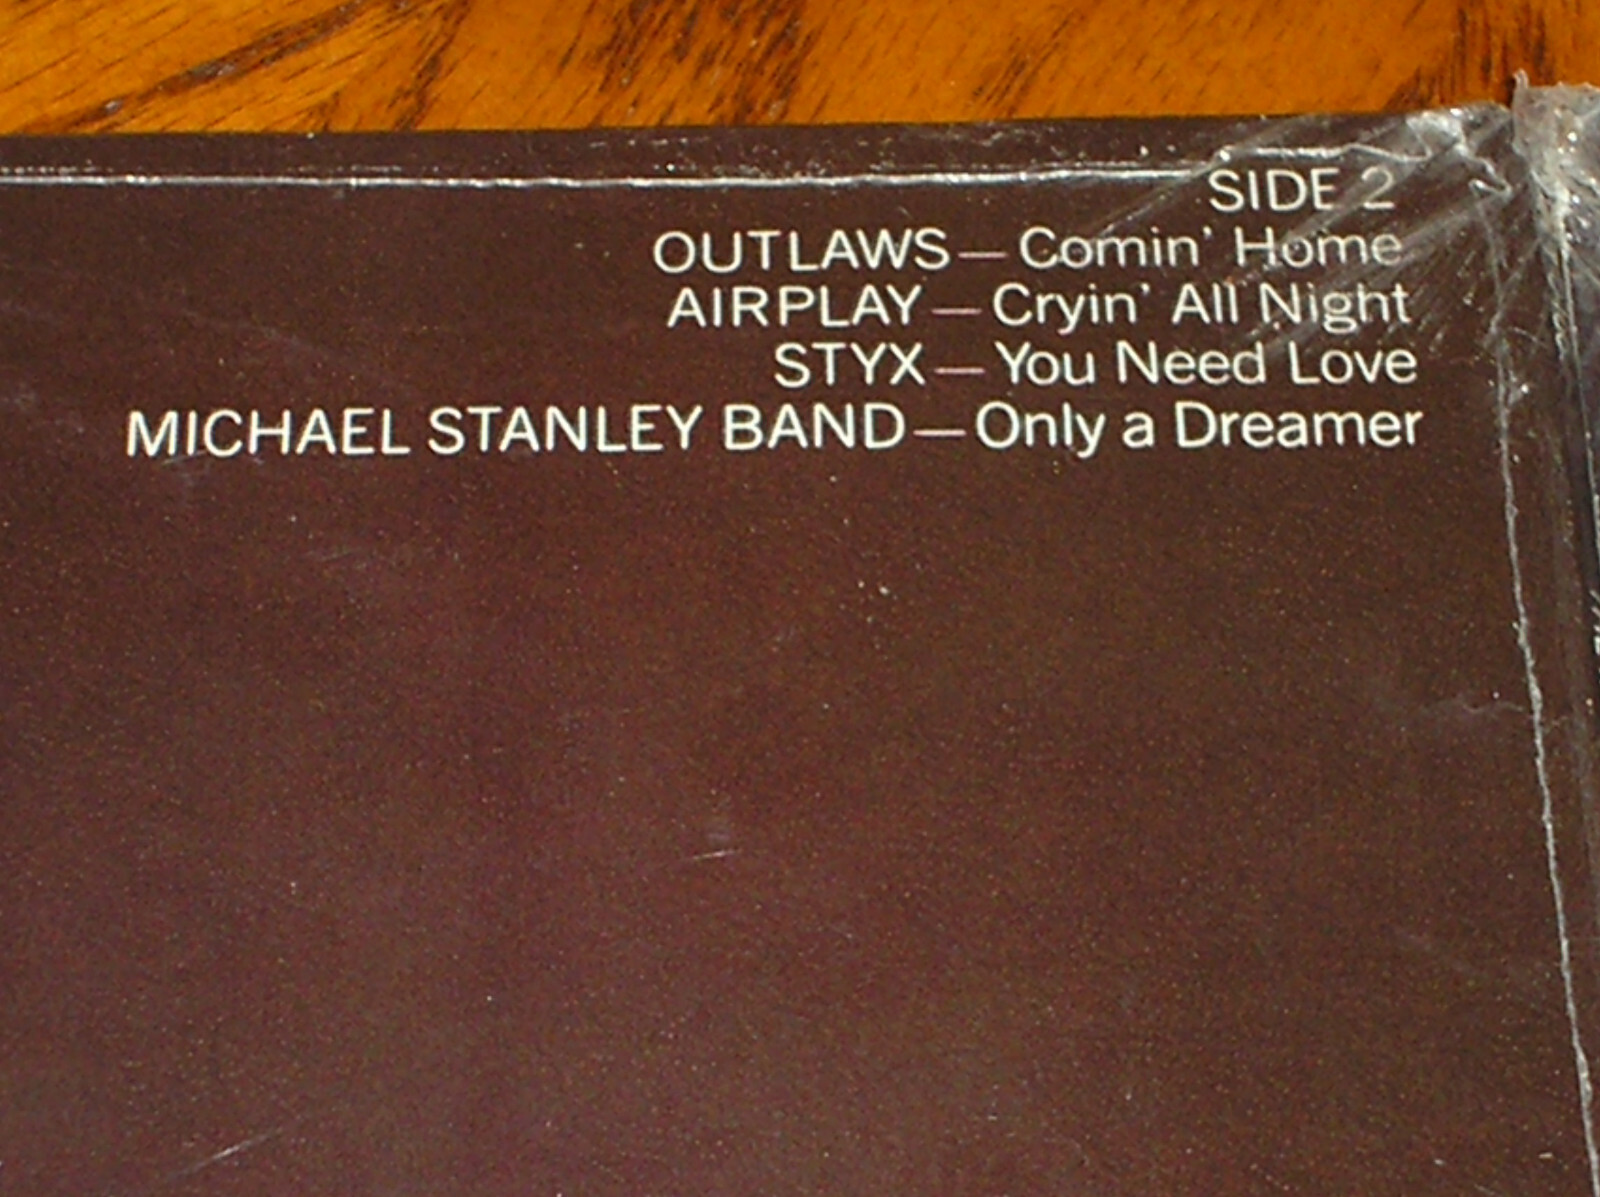 SIDE 2
OUTLAWS — Comin' Home
AIRPLAY — Cryin' All Night
STYX — You Need Love
MICHAEL STANLEY BAND — Only a Dreamer